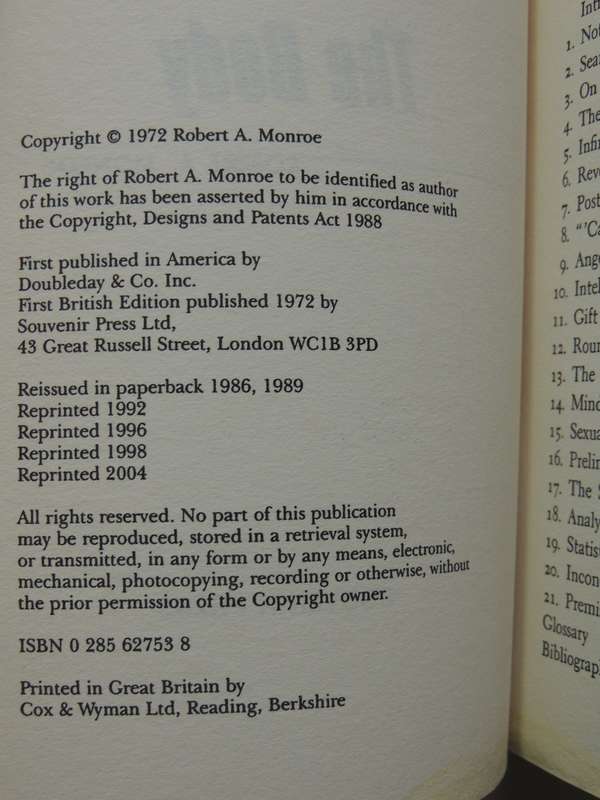 Copyright © 1972 Robert A. Monroe
The right of Robert A. Monroe to be identified as author
of this work has been asserted by him in accordance with
the Copyright, Designs and Patents Act 1988
First published in America by
Doubleday & Co. Inc.
First British Edition published 1972 by
Souvenir Press Ltd,
43 Great Russell Street, London WC1B 3PD
Reissued in paperback 1986, 1989
Reprinted 1992
Reprinted 1996
Reprinted 1998
Reprinted 2004
All rights reserved. No part of this publication
may be reproduced, stored in a retrieval system,
or transmitted, in any form or by any means, electronic,
mechanical, photocopying, recording or otherwise, without
the prior permission of the Copyright owner.
ISBN 0 285 62753 8
Printed in Great Britain by
Cox & Wyman Ltd, Reading, Berkshire
1.
2.
3. On
4. The
5.
6.
7.
8.
9.
10.
11. Gift
12.
13. The
14.
15.
16.
17. The
18.
19.
20.
21.
Glossary